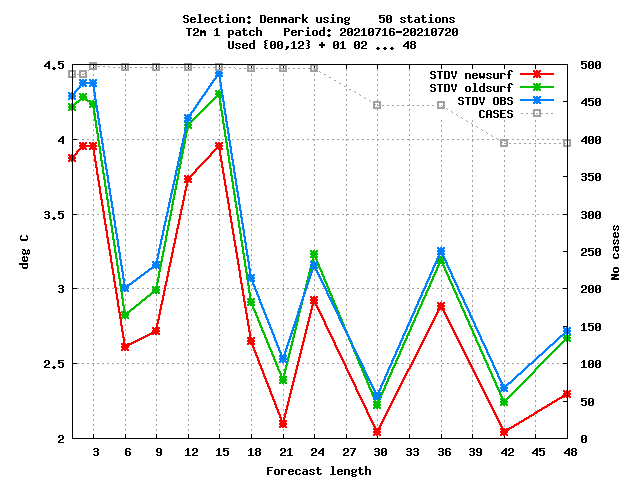 Selection: Denmark using    50 stations
T2m 1 patch   Period: 20210716-20210720
Used {00,12} + 01 02 ... 48
STDV newsurf
STDV oldsurf
STDV OBS
CASES
4.5
4
3.5
3
2.5
2
deg C
500
450
400
350
300
250
200
150
100
50
0
No cases
3 6 9 12 15 18 21 24 27 30 33 36 39 42 45 48
Forecast length